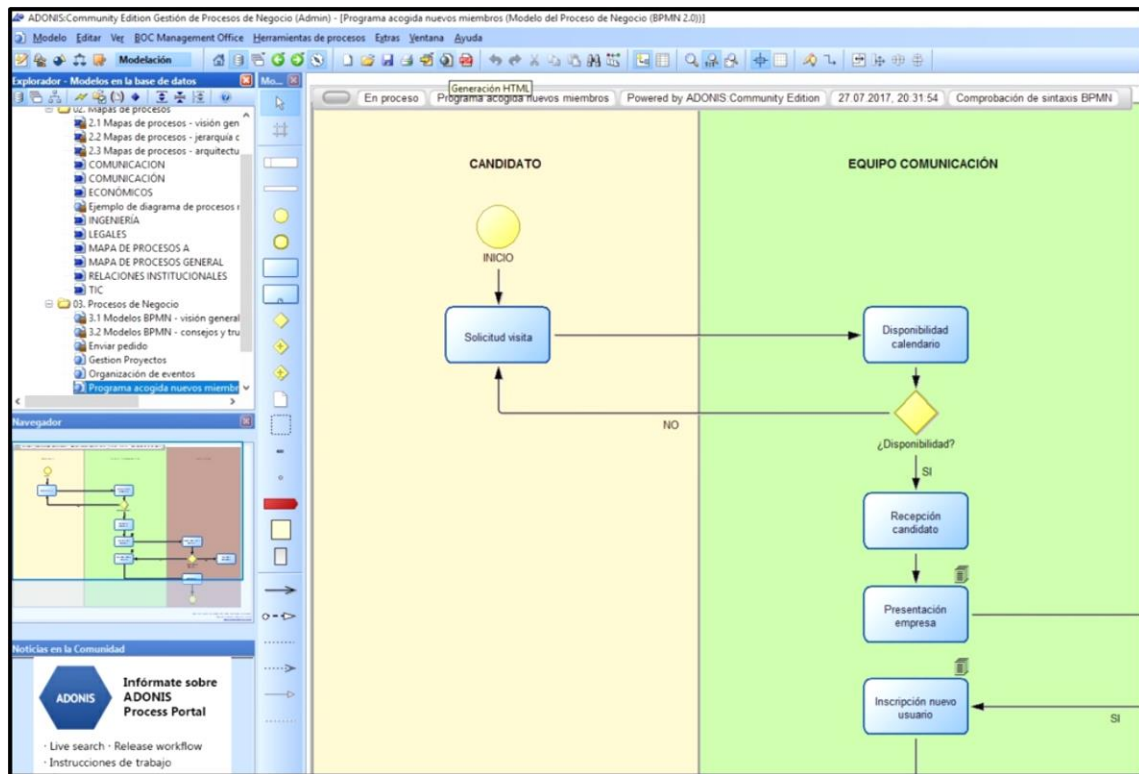 ADONIS:Community Edition Gestión de Procesos de Negocio (Admin) - [Programa acogida nuevos miembros (Modelo del Proceso de Negocio (BPMN 2.0))]
Modelo Editar Ver BOC Management Office Herramientas de procesos Extras Ventana Ayuda
Modelación
Generación HTML
Explorador - Modelos en la base de datos
Mo...
02. Mapas de procesos
2.1 Mapas de procesos - visión gen
2.2 Mapas de procesos - jerarquía c
2.3 Mapas de procesos - arquitectu
COMUNICACION
COMUNICACIÓN
ECONÓMICOS
Ejemplo de diagrama de procesos r
INGENIERÍA
LEGALES
MAPA DE PROCESOS A
MAPA DE PROCESOS GENERAL
RELACIONES INSTITUCIONALES
TIC
03. Procesos de Negocio
3.1 Modelos BPMN - visión general
3.2 Modelos BPMN - consejos y tru
Enviar pedido
Gestion Proyectos
Organización de eventos
Programa acogida nuevos miembr
Navegador
Noticias en la Comunidad
ADONIS
Infórmate sobre
ADONIS
Process Portal
· Live search · Release workflow
· Instrucciones de trabajo
En proceso Programa acogida nuevos miembros Powered by ADONIS:Community Edition 27.07.2017, 20:31:54 Comprobación de sintaxis BPMN
CANDIDATO
EQUIPO COMUNICACIÓN
INICIO
Solicitud visita
Disponibilidad
calendario
NO
¿Disponibilidad?
SI
Recepción
candidato
Presentación
empresa
Inscripción nuevo
usuario
SI